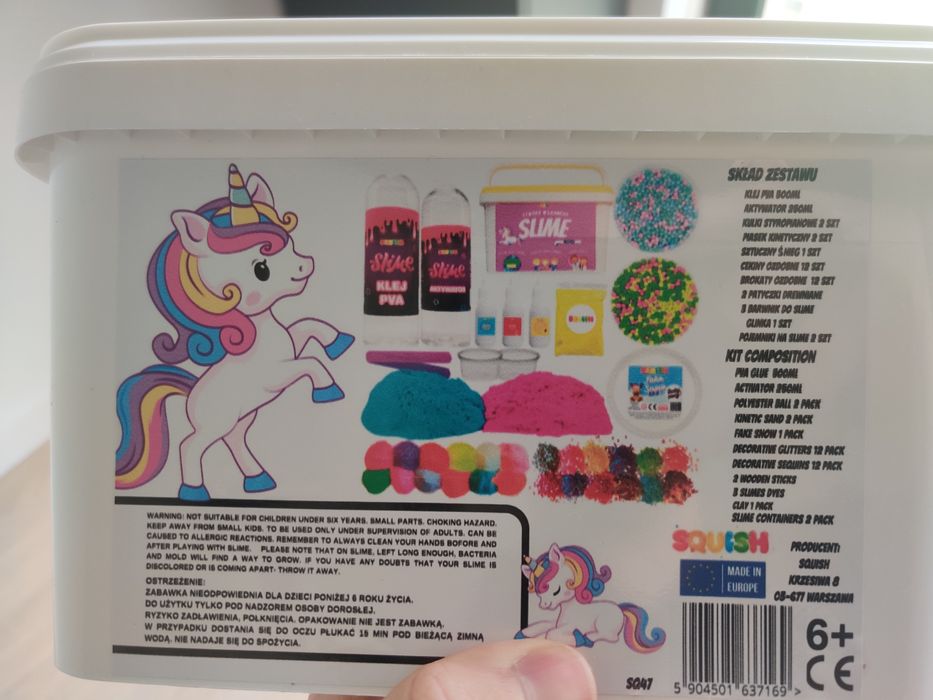 SKŁAD ZESTAWU
KLEJ PVA 500ML
AKTYWATOR 250ML
KULKI STYROPIANOWE 2 SZT
PIASEK KINETYCZNY 2 SZT
SZTUCZNY ŚNIEG 1 SZT
CEKINY OZDOBNE 12 SZT
BROKATY OZDOBNE 12 SZT
2 PATYCZKI DREWNIANE
3 BARWNIK DO SLIME
GLINKA 1 SZT
POJEMNIKI NA SLIME 2 SZT
KIT COMPOSITION
PVA GLUE 500ML
ACTIVATOR 250ML
POLYESTER BALL 2 PACK
KINETIC SAND 2 PACK
FAKE SNOW 1 PACK
DECORATIVE GLITTERS 12 PACK
DECORATIVE SEQUINS 12 PACK
2 WOODEN STICKS
3 SLIMES DYES
CLAY 1 PACK
SLIME CONTAINERS 2 PACK
Slime
KLEJ
PVA
Slime
AKTYWATOR
SLIME
SQUISH
Fake
Snow
WARNING: NOT SUITABLE FOR CHILDREN UNDER SIX YEARS. SMALL PARTS. CHOKING HAZARD.
KEEP AWAY FROM SMALL KIDS. TO BE USED ONLY UNDER SUPERVISION OF ADULTS. CAN BE
CAUSED TO ALLERGIC REACTIONS. REMEMBER TO ALWAYS CLEAN YOUR HANDS BOFORE AND
AFTER PLAYING WITH SLIME. PLEASE NOTE THAT ON SLIME, LEFT LONG ENOUGH, BACTERIA
AND MOLD WILL FIND A WAY TO GROW. IF YOU HAVE ANY DOUBTS THAT YOUR SLIME IS
DISCOLORED OR IS COMING APART- THROW IT AWAY.
OSTRZEŻENIE:
ZABAWKA NIEODPOWIEDNIA DLA DZIECI PONIŻEJ 6 ROKU ŻYCIA.
DO UŻYTKU TYLKO POD NADZOREM OSOBY DOROSŁEJ.
RYZYKO ZADŁAWIENIA, POŁKNIĘCIA. OPAKOWANIE NIE JEST ZABAWKĄ.
W PRZYPADKU DOSTANIA SIĘ DO OCZU PŁUKAĆ 15 MIN POD BIEŻĄCĄ ZIMNĄ
WODĄ. NIE NADAJE SIĘ DO SPOŻYCIA.
SQUISH
MADE IN
EUROPE
PRODUCENT:
SQUISH
KRZESIWA 8
05-677 WARSZAWA
6+
CE
SQ47
5 904501 637169 >